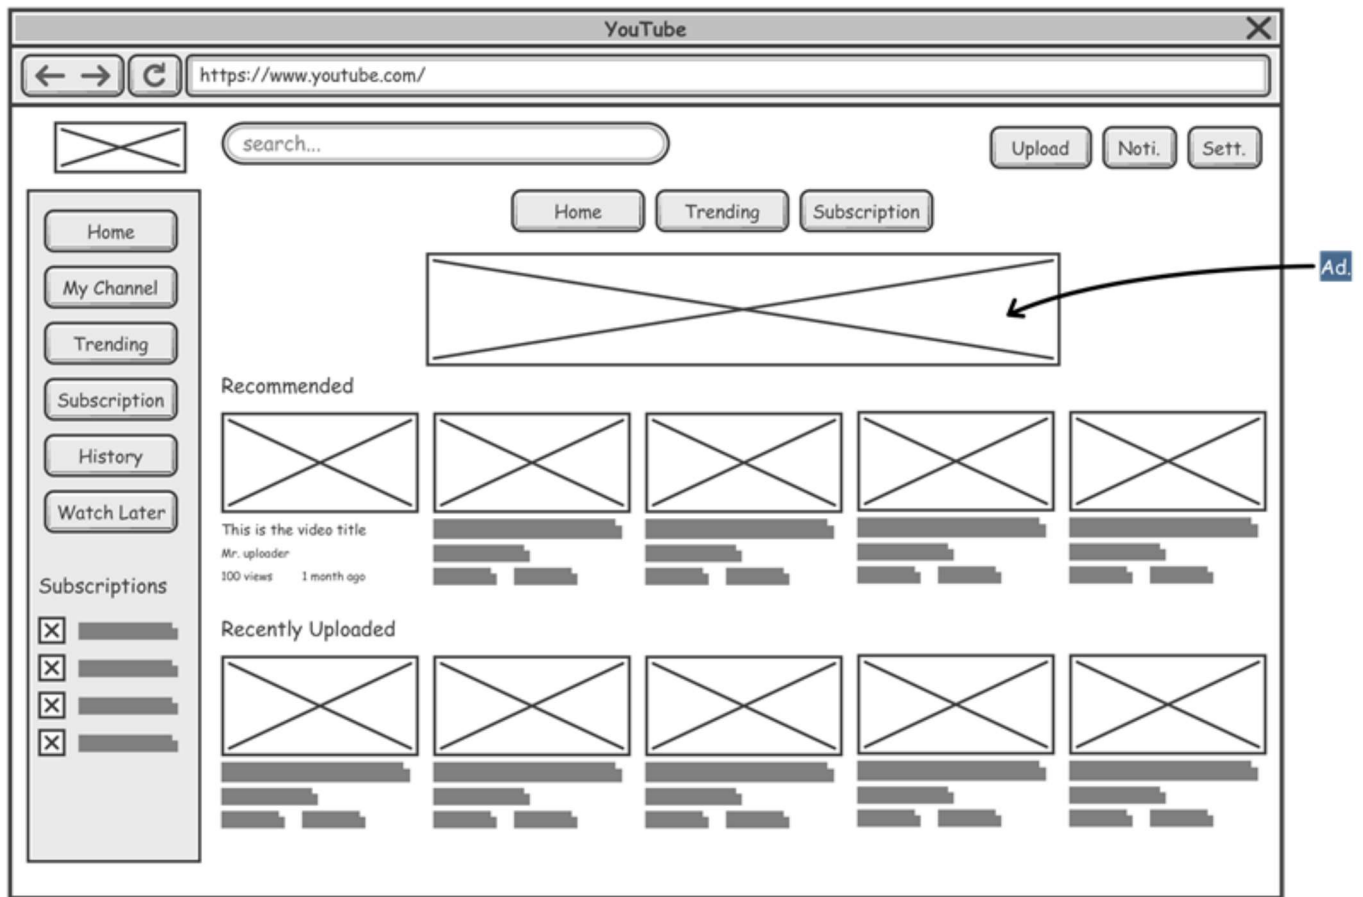 YouTube
https://www.youtube.com/
search...
Upload
Noti.
Sett.
Home
Trending
Subscription
Ad.
Home
My Channel
Trending
Subscription
History
Watch Later
Subscriptions
Recommended
This is the video title
Mr. uploader
100 views 1 month ago
Recently Uploaded